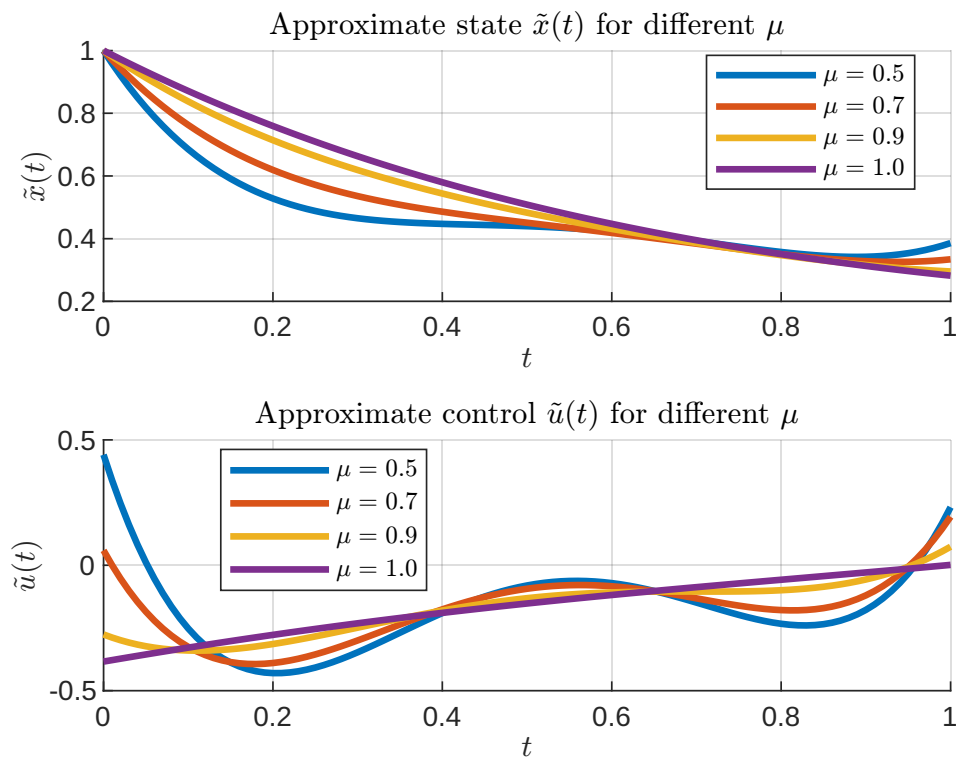 Approximate state x̃(t) for different μ
1
0.8
0.6
0.4
0.2
x̃(t)
μ = 0.5
μ = 0.7
μ = 0.9
μ = 1.0
0 0.2 0.4 0.6 0.8 1
t
Approximate control ũ(t) for different μ
0.5
0
-0.5
ũ(t)
μ = 0.5
μ = 0.7
μ = 0.9
μ = 1.0
0 0.2 0.4 0.6 0.8 1
t